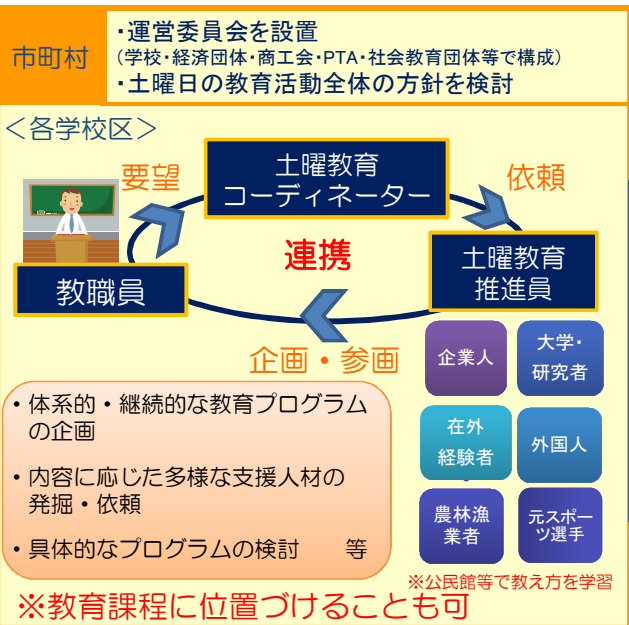 市町村
・運営委員会を設置
(学校・経済団体・商工会・PTA・社会教育団体等で構成)
・土曜日の教育活動全体の方針を検討
＜各学校区＞
要望
土曜教育
コーディネーター
依頼
連携
教職員
土曜教育
推進員
企画・参画
企業人
大学・
研究者
在外
経験者
外国人
農林漁
業者
元スポー
ツ選手
※公民館等で教え方を学習
・体系的・継続的な教育プログラム
の企画
・内容に応じた多様な支援人材の
発掘・依頼
・具体的なプログラムの検討　等
※教育課程に位置づけることも可